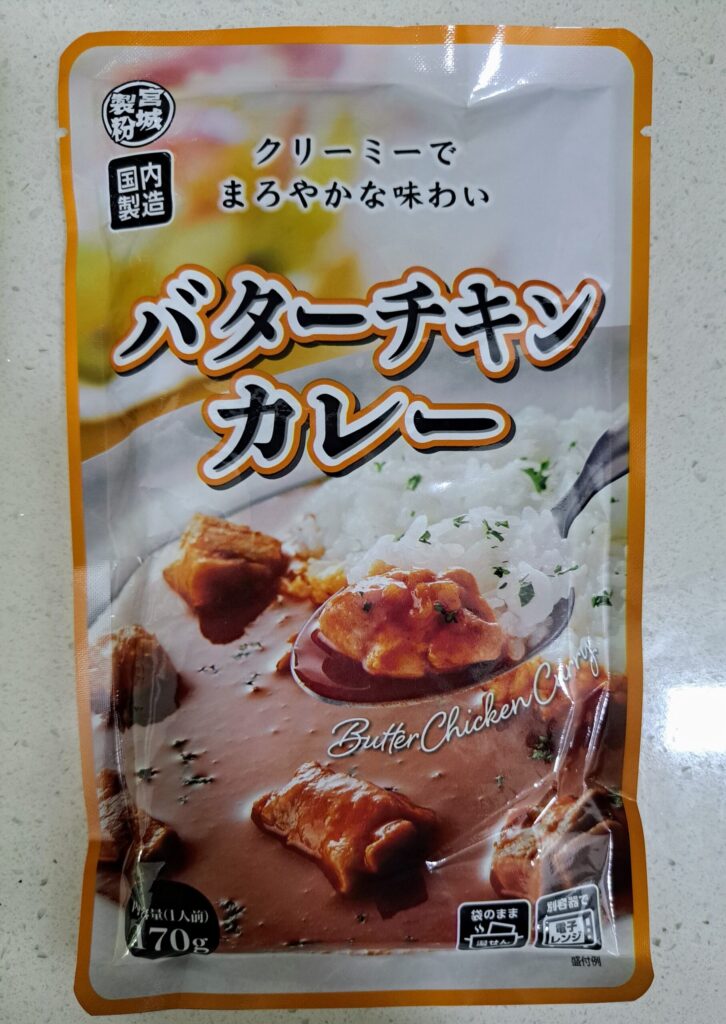 宮城
製粉
国内
製造
クリーミーで
まろやかな味わい
バターチキン
カレー
Butter Chicken Curry
内容量(1人前)
170g
袋のまま
湯せん
別容器で
電子
レンジ
盛付例